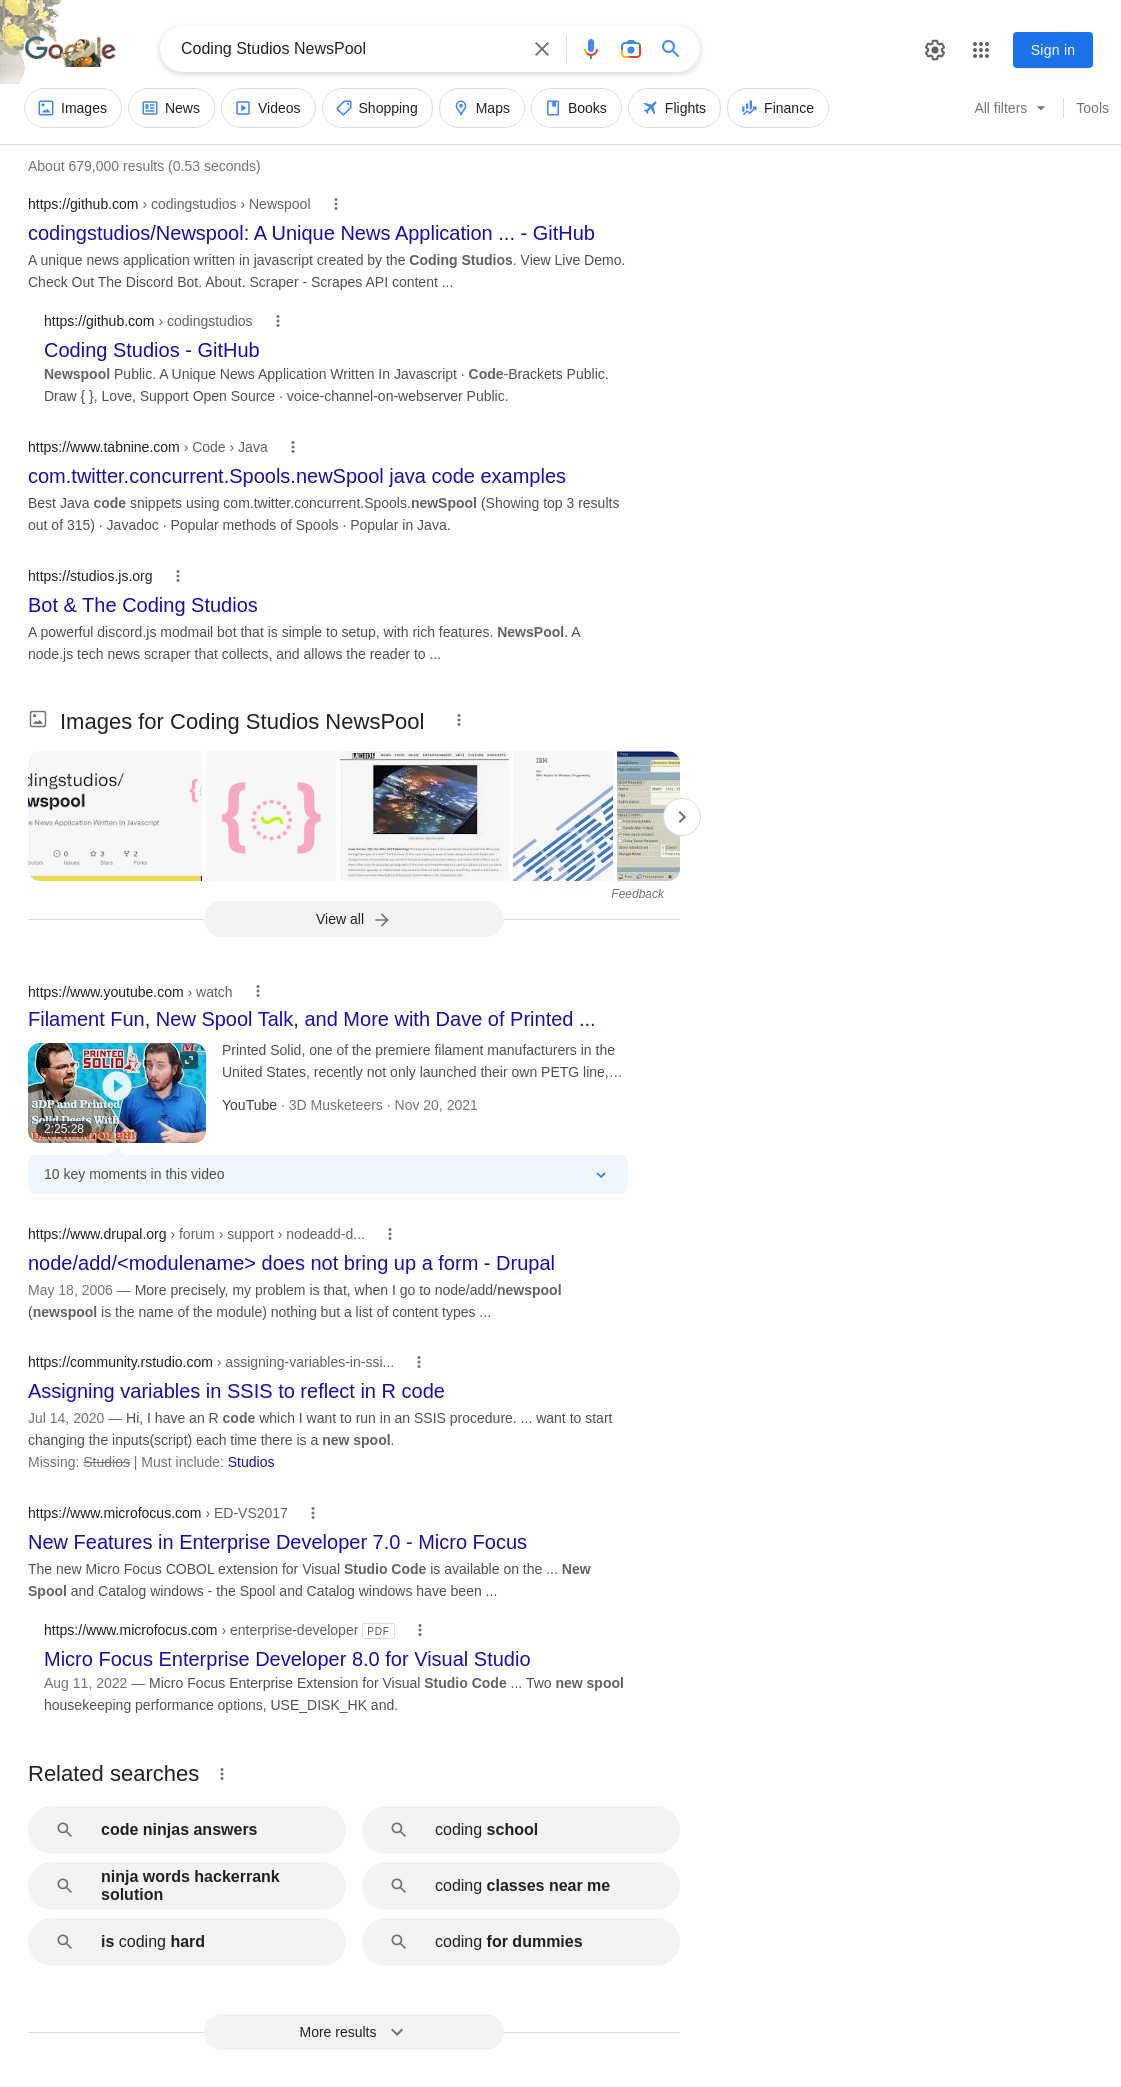 Google
Coding Studios NewsPool
Sign in
Images
News
Videos
Shopping
Maps
Books
Flights
Finance
All filters
Tools
About 679,000 results (0.53 seconds)
https://github.com › codingstudios › Newspool
codingstudios/Newspool: A Unique News Application ... - GitHub
A unique news application written in javascript created by the Coding Studios. View Live Demo.
Check Out The Discord Bot. About. Scraper - Scrapes API content ...
https://github.com › codingstudios
Coding Studios - GitHub
Newspool Public. A Unique News Application Written In Javascript · Code-Brackets Public.
Draw { }, Love, Support Open Source · voice-channel-on-webserver Public.
https://www.tabnine.com › Code › Java
com.twitter.concurrent.Spools.newSpool java code examples
Best Java code snippets using com.twitter.concurrent.Spools.newSpool (Showing top 3 results
out of 315) · Javadoc · Popular methods of Spools · Popular in Java.
https://studios.js.org
Bot & The Coding Studios
A powerful discord.js modmail bot that is simple to setup, with rich features. NewsPool. A
node.js tech news scraper that collects, and allows the reader to ...
Images for Coding Studios NewsPool
dingstudios/
wspool
e News Application Written In Javascript
0
3
2
utors
Issues
Stars
Forks
WEEKLY
IBM
Feedback
View all
https://www.youtube.com › watch
Filament Fun, New Spool Talk, and More with Dave of Printed ...
PRINTED
SOLID
3DP and Printed
Solid Deets With
2:25:28
Printed Solid, one of the premiere filament manufacturers in the
United States, recently not only launched their own PETG line,…
YouTube · 3D Musketeers · Nov 20, 2021
10 key moments in this video
https://www.drupal.org › forum › support › nodeadd-d...
node/add/<modulename> does not bring up a form - Drupal
May 18, 2006 — More precisely, my problem is that, when I go to node/add/newspool
(newspool is the name of the module) nothing but a list of content types ...
https://community.rstudio.com › assigning-variables-in-ssi...
Assigning variables in SSIS to reflect in R code
Jul 14, 2020 — Hi, I have an R code which I want to run in an SSIS procedure. ... want to start
changing the inputs(script) each time there is a new spool.
Missing: Studios | Must include: Studios
https://www.microfocus.com › ED-VS2017
New Features in Enterprise Developer 7.0 - Micro Focus
The new Micro Focus COBOL extension for Visual Studio Code is available on the ... New
Spool and Catalog windows - the Spool and Catalog windows have been ...
https://www.microfocus.com › enterprise-developer PDF
Micro Focus Enterprise Developer 8.0 for Visual Studio
Aug 11, 2022 — Micro Focus Enterprise Extension for Visual Studio Code ... Two new spool
housekeeping performance options, USE_DISK_HK and.
Related searches
code ninjas answers
coding school
ninja words hackerrank
solution
coding classes near me
is coding hard
coding for dummies
More results